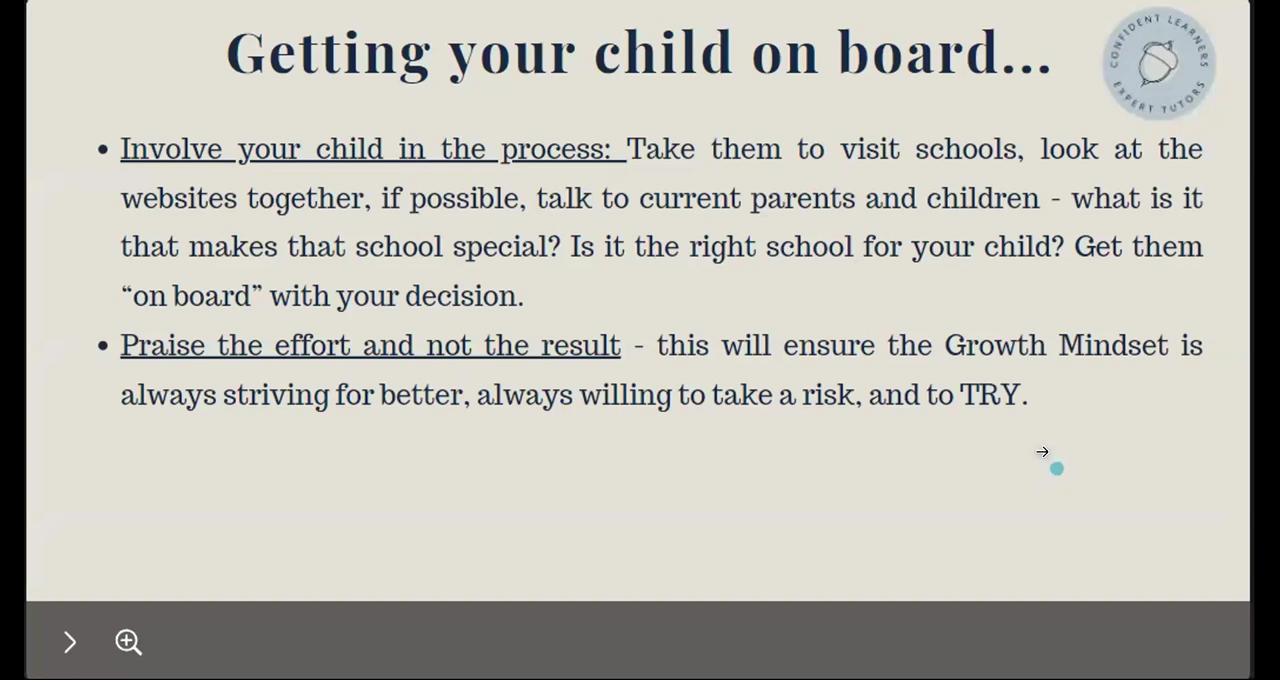 Getting your child on board...
CONFIDENT LEARNERS
EXPERT TUTORS
• Involve your child in the process: Take them to visit schools, look at the
websites together, if possible, talk to current parents and children - what is it
that makes that school special? Is it the right school for your child? Get them
“on board” with your decision.
• Praise the effort and not the result - this will ensure the Growth Mindset is
always striving for better, always willing to take a risk, and to TRY.